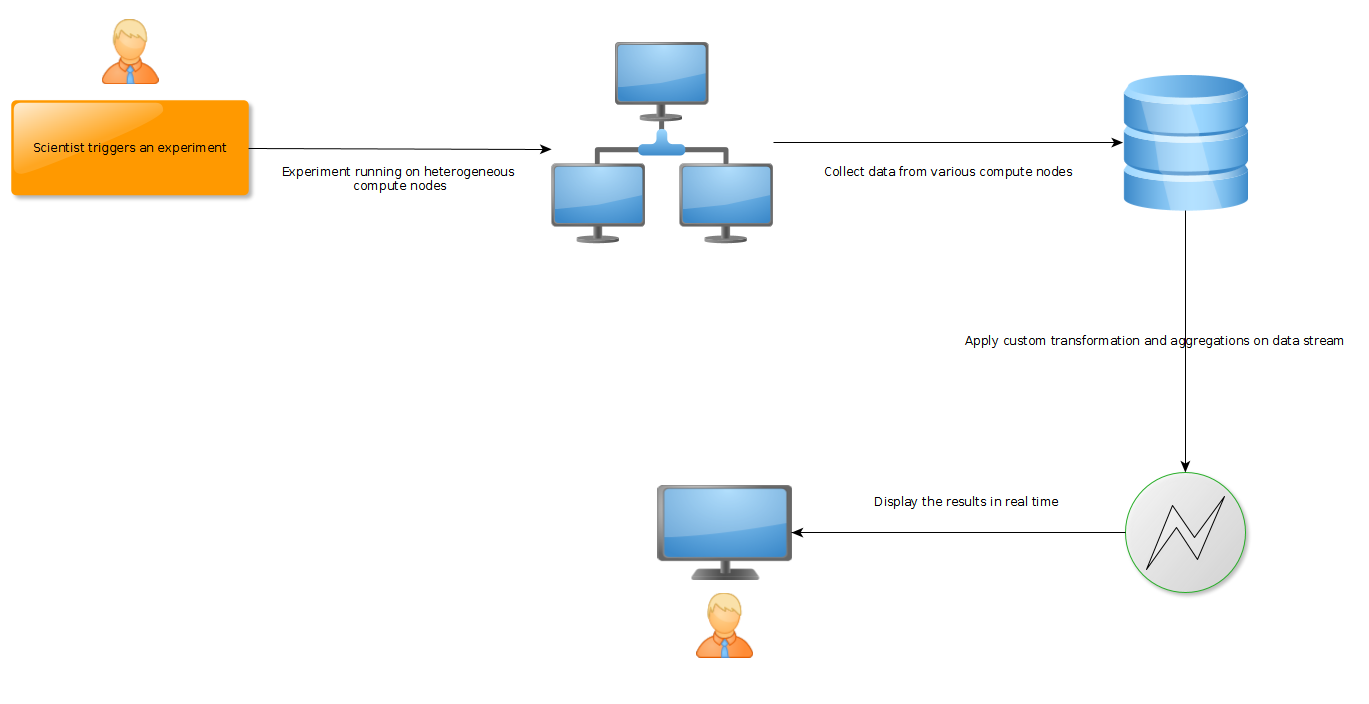 Scientist triggers an experiment
Experiment running on heterogeneous
compute nodes
Collect data from various compute nodes
Apply custom transformation and aggregations on data stream
Display the results in real time